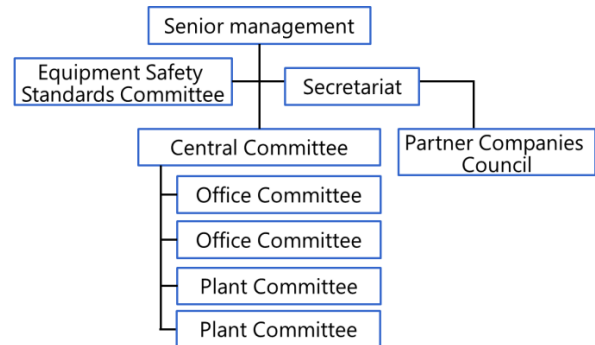 Senior management
Equipment Safety
Standards Committee
Secretariat
Central Committee
Partner Companies
Council
Office Committee
Office Committee
Plant Committee
Plant Committee